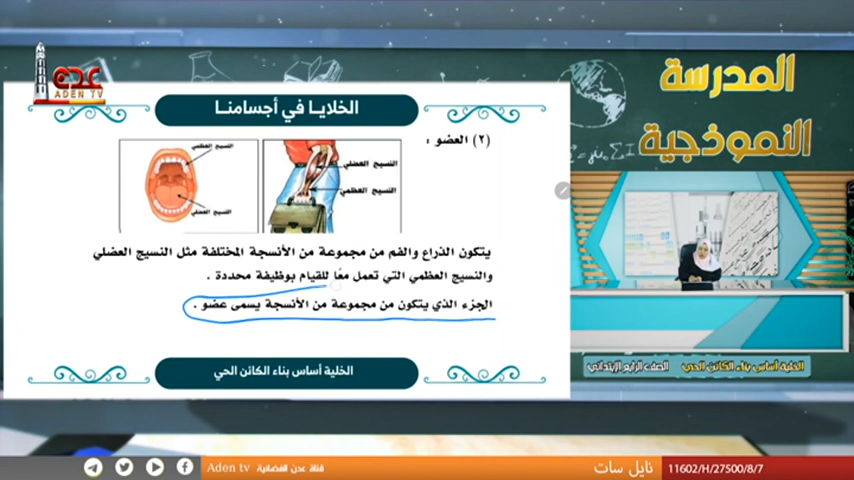 عدن
ADEN TV
المدرسة
النموذجية
الخلايا في أجسامنا
(٢) العضو :
النسيج العظمي
النسيج العضلي
النسيج العضلي
النسيج العظمي
يتكون الذراع والفم من مجموعة من الأنسجة المختلفة مثل النسيج العضلي
والنسيج العظمي التي تعمل معًا للقيام بوظيفة محددة .
الجزء الذي يتكون من مجموعة من الأنسجة يسمى عضو .
الخلية أساس بناء الكائن الحي
الخلية أساس بناء الكائن الحي الصف الرابع الإبتدائي
Aden tv قناة عدن الفضائية
نايل سات
11602/H/27500/8/7